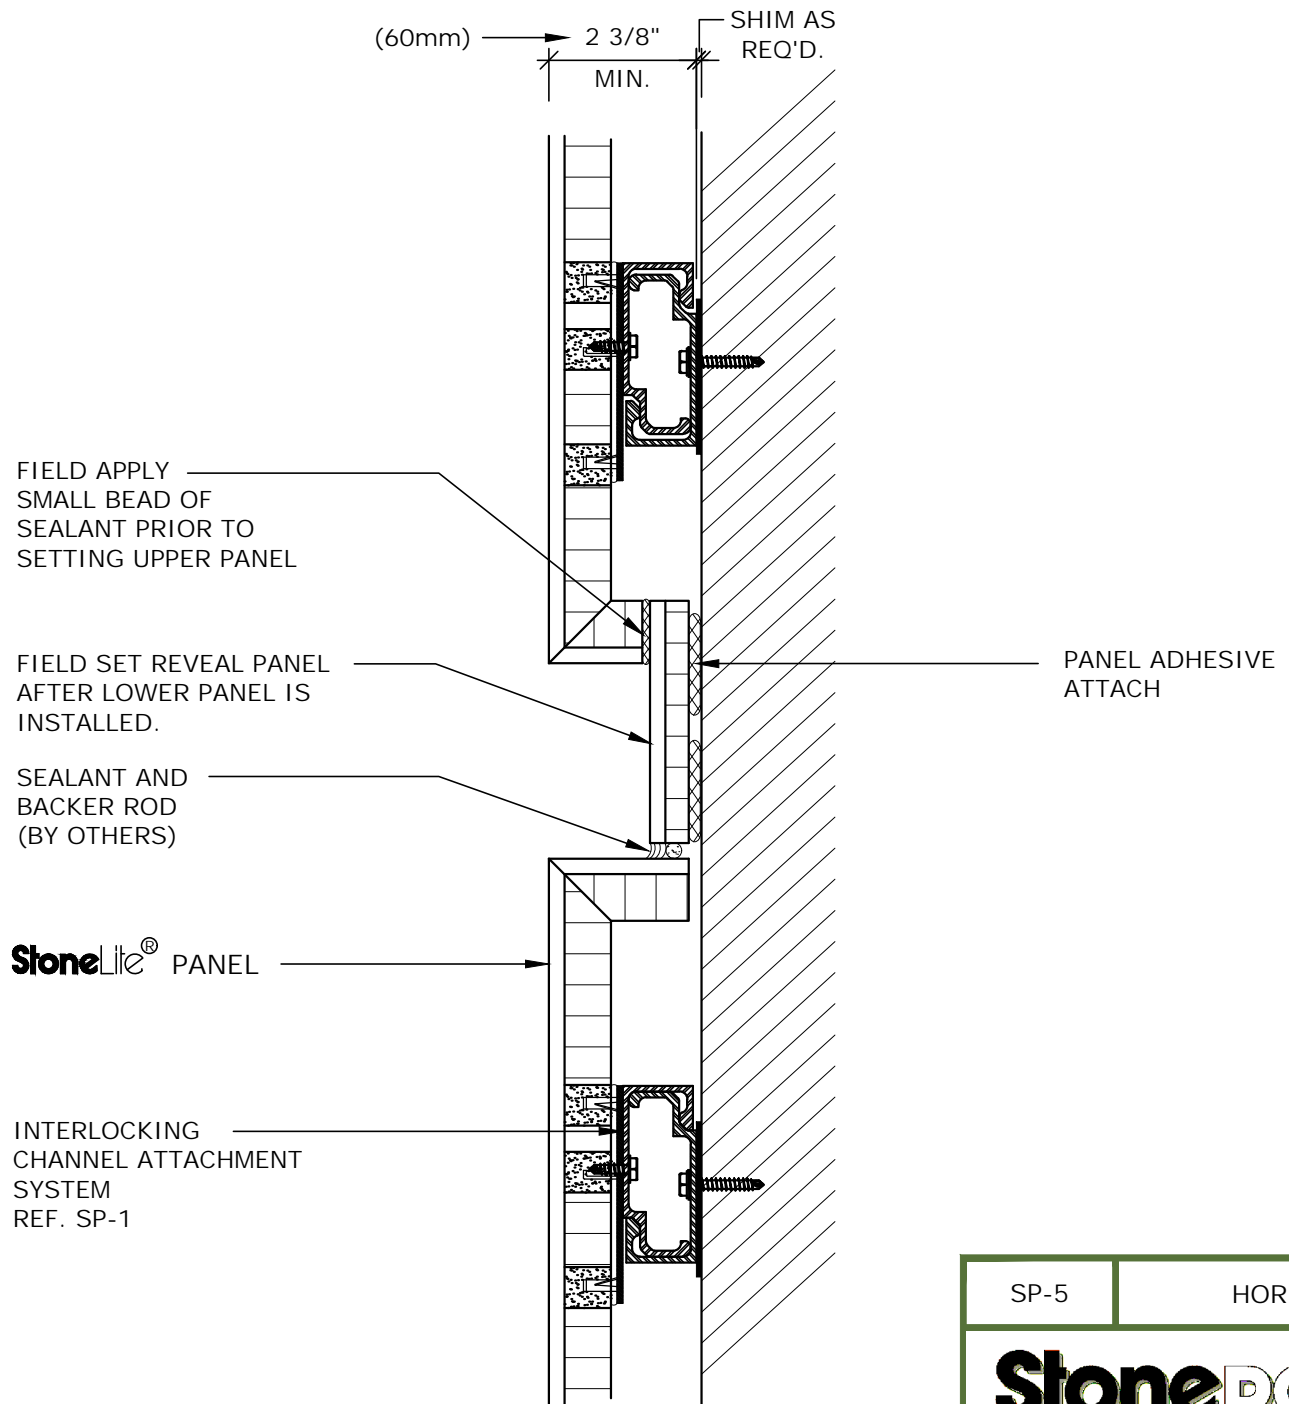 (60mm)
2 3/8"
MIN.
SHIM AS
REQ'D.
FIELD APPLY
SMALL BEAD OF
SEALANT PRIOR TO
SETTING UPPER PANEL
FIELD SET REVEAL PANEL
AFTER LOWER PANEL IS
INSTALLED.
PANEL ADHESIVE
ATTACH
SEALANT AND
BACKER ROD
(BY OTHERS)
StoneLite® PANEL
INTERLOCKING
CHANNEL ATTACHMENT
SYSTEM
REF. SP-1
SP-5
HOR
Stone